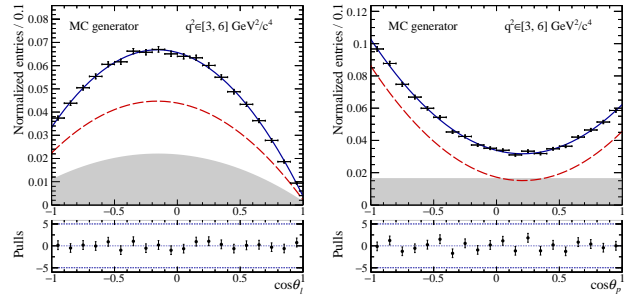 MC generator q²∈[3, 6] GeV²/c⁴
Normalized entries / 0.1
0.08
0.07
0.06
0.05
0.04
0.03
0.02
0.01
0
−1 −0.5 0 0.5 1
Pulls
5
0
−5
cosθ_l
MC generator q²∈[3, 6] GeV²/c⁴
Normalized entries / 0.1
0.12
0.1
0.08
0.06
0.04
0.02
0
−1 −0.5 0 0.5 1
Pulls
5
0
−5
cosθ_p